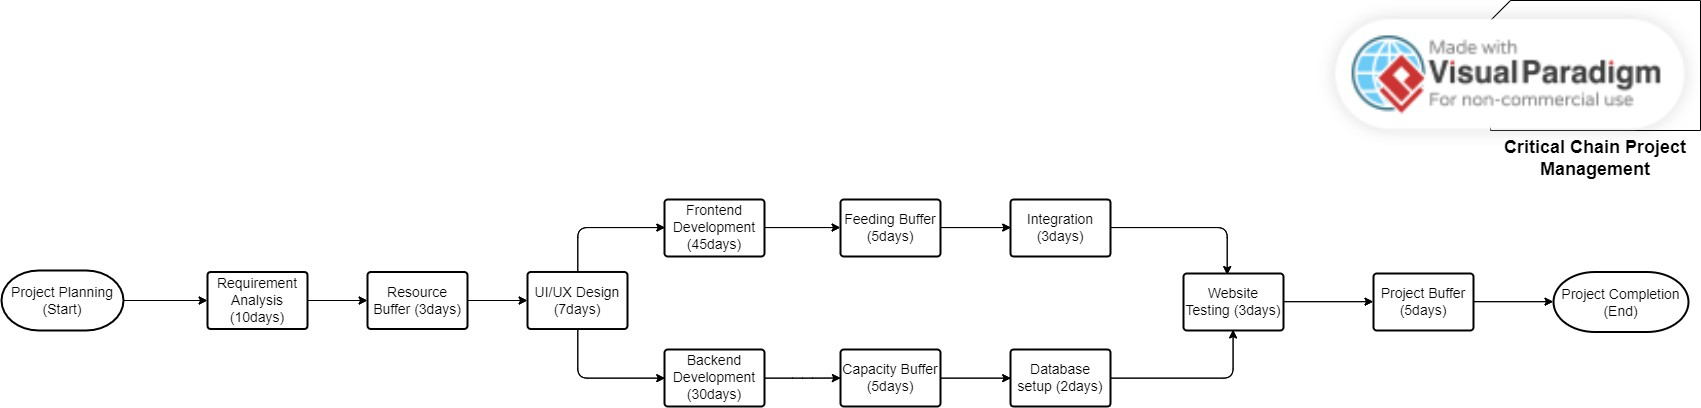 Made with
Visual Paradigm
For non-commercial use
Critical Chain Project
Management
Project Planning
(Start)
Requirement
Analysis
(10days)
Resource
Buffer (3days)
UI/UX Design
(7days)
Frontend
Development
(45days)
Feeding Buffer
(5days)
Integration
(3days)
Backend
Development
(30days)
Capacity Buffer
(5days)
Database
setup (2days)
Website
Testing (3days)
Project Buffer
(5days)
Project Completion
(End)